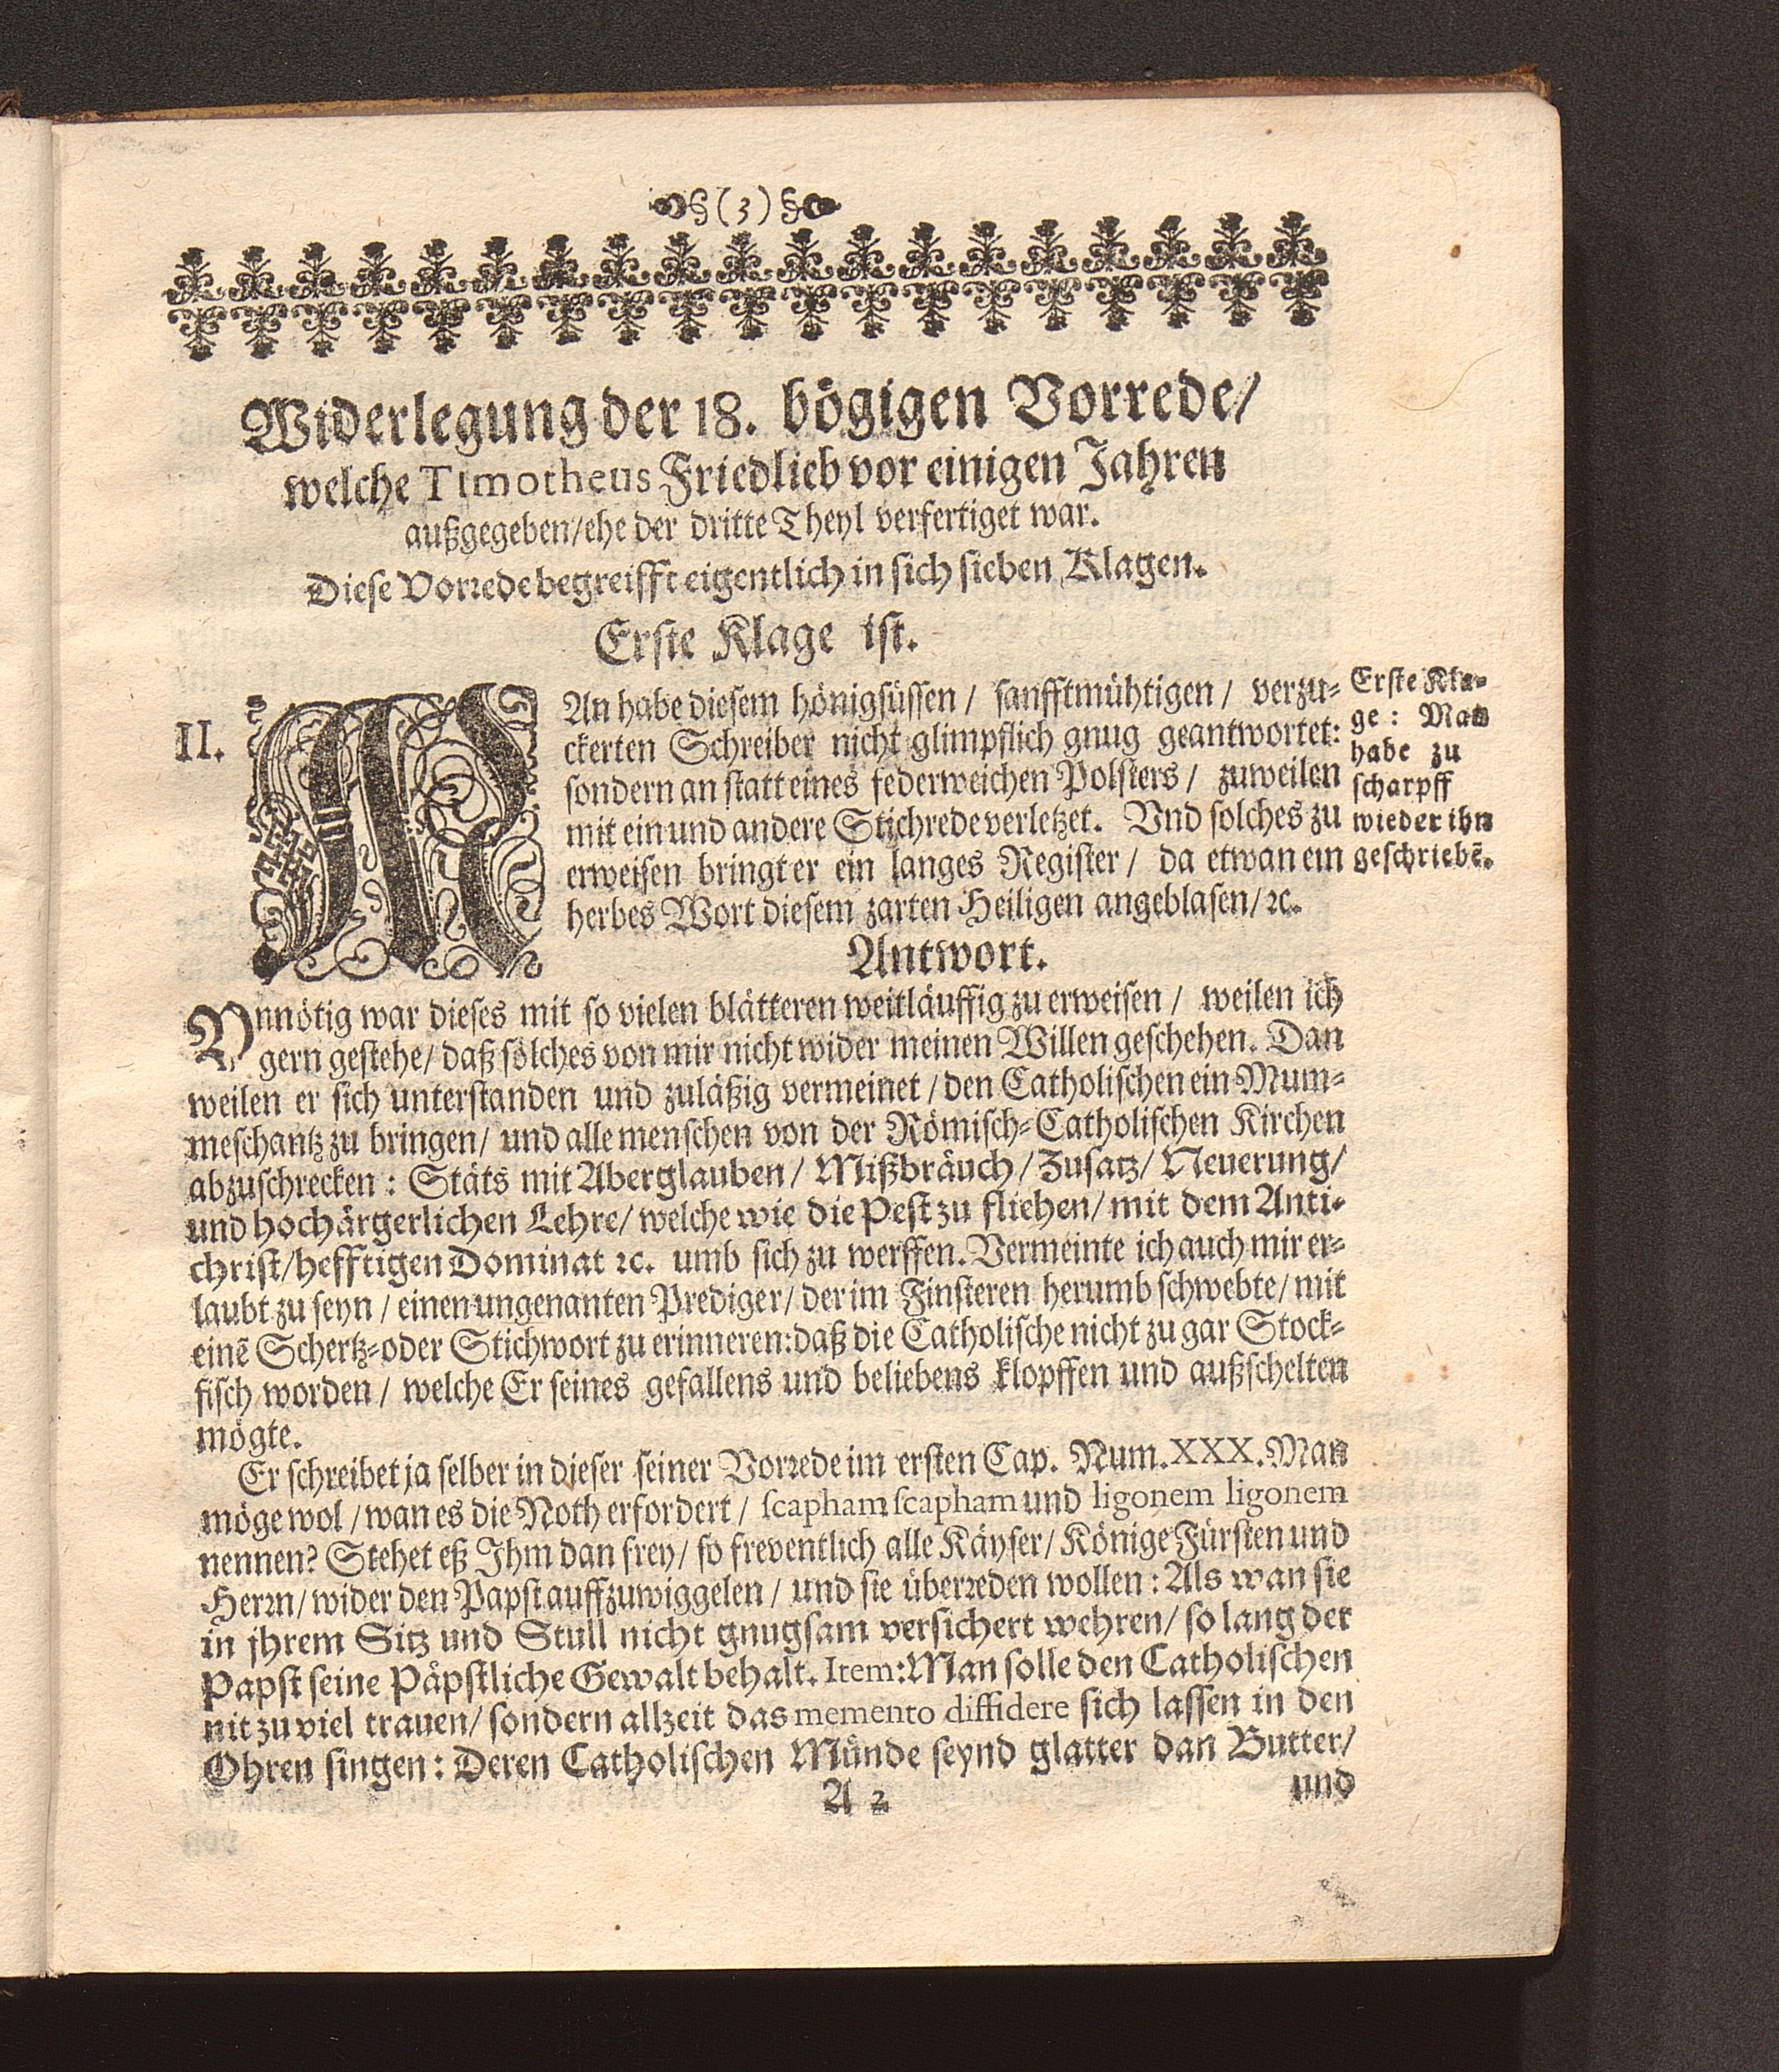 §(3)§
Widerlegung der 18. bögigen Vorrede/
welche Timotheus Friedlieb vor einigen Jahren
außgegeben/ehe der dritte Theyl verfertiget war.
Diese Vorrede begreifft eigentlich in sich sieben Klagen.
Erste Klage ist.
II.
MAn habe diesem hönigsüssen / sanfftmühtigen / verzu-
ckerten Schreiber nicht glimpflich gnug geantwortet:
sondern an statt eines federweichen Polsters / zuweilen
mit ein und andere Stichrede verletzet. Vnd solches zu
erweisen bringt er ein langes Register / da etwan ein
herbes Wort diesem zarten Heiligen angeblasen/ ꝛc.
Erste Kla-
ge : Man
habe zu
scharpff
wieder ihn
geschriebẽ.
Antwort.
Vnnötig war dieses mit so vielen blätteren weitläuffig zu erweisen / weilen ich
gern gestehe/ daß sölches von mir nicht wider meinen Willen geschehen. Dan
weilen er sich unterstanden und zuläßig vermeinet / den Catholischen ein Mum-
meschantz zu bringen/ und alle menschen von der Römisch-Catholischen Kirchen
abzuschrecken : Stäts mit Aberglauben/ Mißbräuch/ Zusatz/ Neuerung/
und hochärgerlichen Lehre/ welche wie die Pest zu fliehen/ mit dem Anti-
christ/hefftigen Dominat ꝛc. umb sich zu werffen. Vermeinte ich auch mir er-
laubt zu seyn / einen ungenanten Prediger/ der im Finsteren herumb schwebte/ mit
einẽ Schertz-oder Stichwort zu erinneren:daß die Catholische nicht zu gar Stock-
fisch worden / welche Er seines gefallens und beliebens klopffen und außschelten
mögte.
Er schreibet ja selber in dieser seiner Vorꝛede im ersten Cap. Num.XXX.Man
möge wol / wan es die Noth erfordert / scapham scapham und ligonem ligonem
nennen? Stehet eß Ihm dan frey/ so freventlich alle Käyser/ Könige Fürsten und
Herꝛn/ wider den Papst auffzuwiggelen / und sie überꝛeden wollen : Als wan sie
in jhrem Sitz und Stull nicht gnugsam versichert wehren/ so lang der
Papst seine Päpstliche Gewalt behalt. Item:Man solle den Catholischen
nit zu viel trauen/ sondern allzeit das memento diffidere sich lassen in den
Ohren singen : Deren Catholischen Münde seynd glatter dan Butter/
A 2
und